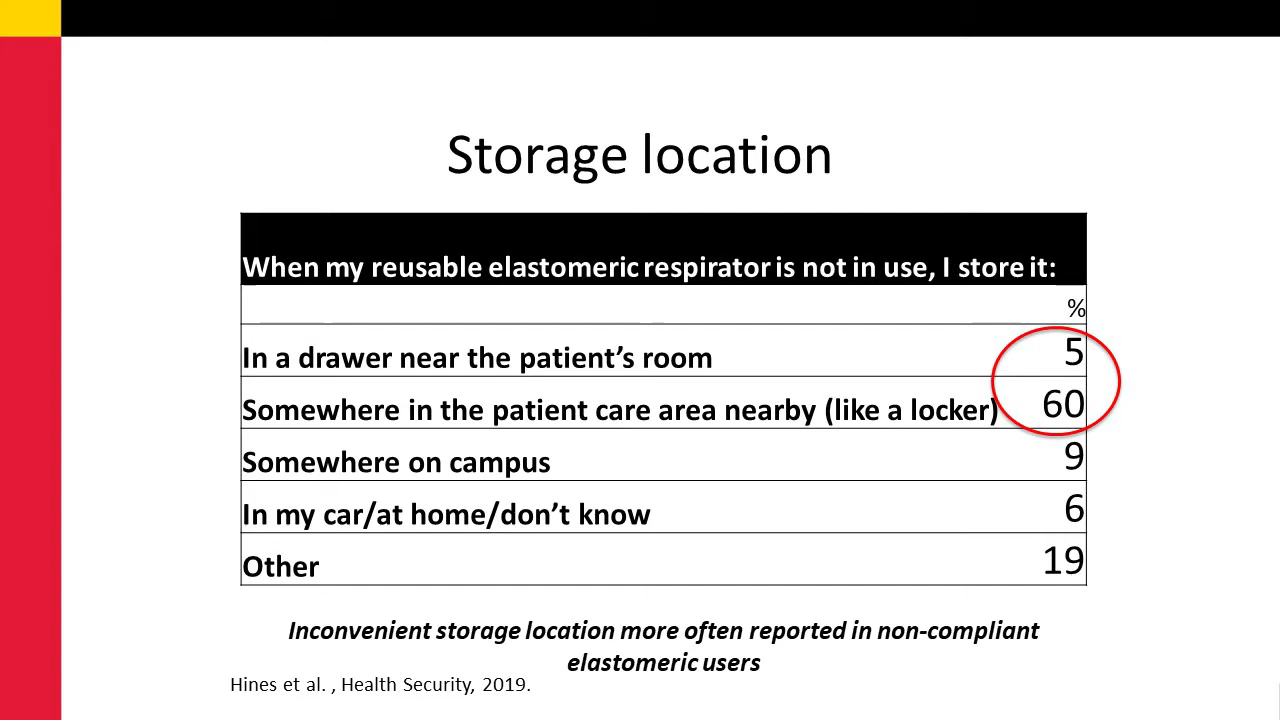 Storage location
When my reusable elastomeric respirator is not in use, I store it:
%
In a drawer near the patient’s room 5
Somewhere in the patient care area nearby (like a locker) 60
Somewhere on campus 9
In my car/at home/don’t know 6
Other 19
Inconvenient storage location more often reported in non-compliant
elastomeric users
Hines et al. , Health Security, 2019.